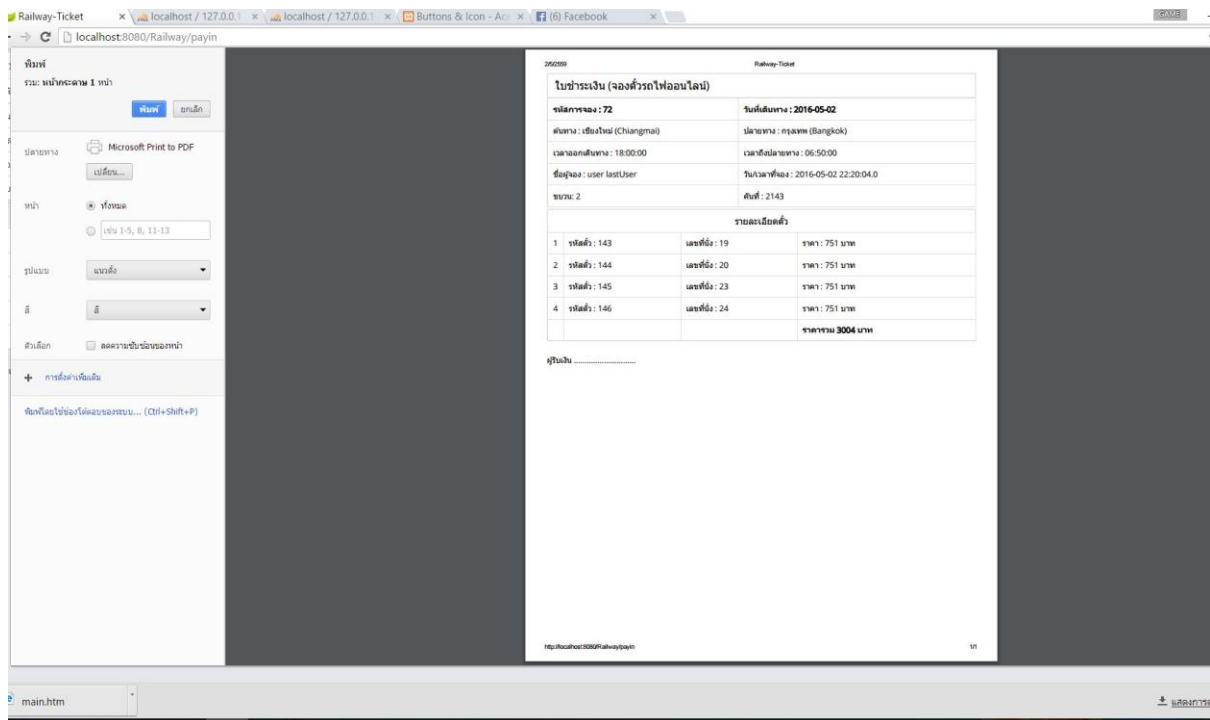 Railway-Ticket
localhost / 127.0.0.1
localhost / 127.0.0.1
Buttons & Icon - Ac
(6) Facebook
GAME
localhost:8080/Railway/payin
พิมพ์
รวม: หน้ากระดาษ 1 หน้า
พิมพ์ ยกเลิก
ปลายทาง Microsoft Print to PDF
เปลี่ยน...
หน้า ทั้งหมด
เช่น 1-5, 8, 11-13
รูปแบบ แนวตั้ง
สี สี
ตัวเลือก ลดความซับซ้อนของหน้า
+ การตั้งค่าเพิ่มเติม
พิมพ์โดยใช้ช่องโต้ตอบของระบบ... (Ctrl+Shift+P)
2/5/2559 Railway-Ticket
ใบชำระเงิน (จองตั๋วรถไฟออนไลน์)
รหัสการจอง : 72 วันที่เดินทาง : 2016-05-02
ต้นทาง : เชียงใหม่ (Chiangmai) ปลายทาง : กรุงเทพ (Bangkok)
เวลาออกเดินทาง : 18:00:00 เวลาถึงปลายทาง : 06:50:00
ชื่อผู้จอง : user lastUser วัน/เวลาที่จอง : 2016-05-02 22:20:04.0
ขบวน: 2 คันที่ : 2143
รายละเอียดตั๋ว
1 รหัสตั๋ว : 143 เลขที่นั่ง : 19 ราคา : 751 บาท
2 รหัสตั๋ว : 144 เลขที่นั่ง : 20 ราคา : 751 บาท
3 รหัสตั๋ว : 145 เลขที่นั่ง : 23 ราคา : 751 บาท
4 รหัสตั๋ว : 146 เลขที่นั่ง : 24 ราคา : 751 บาท
ราคารวม 3004 บาท
ผู้รับเงิน ............................
http://localhost:8080/Railway/payin 1/1
main.htm